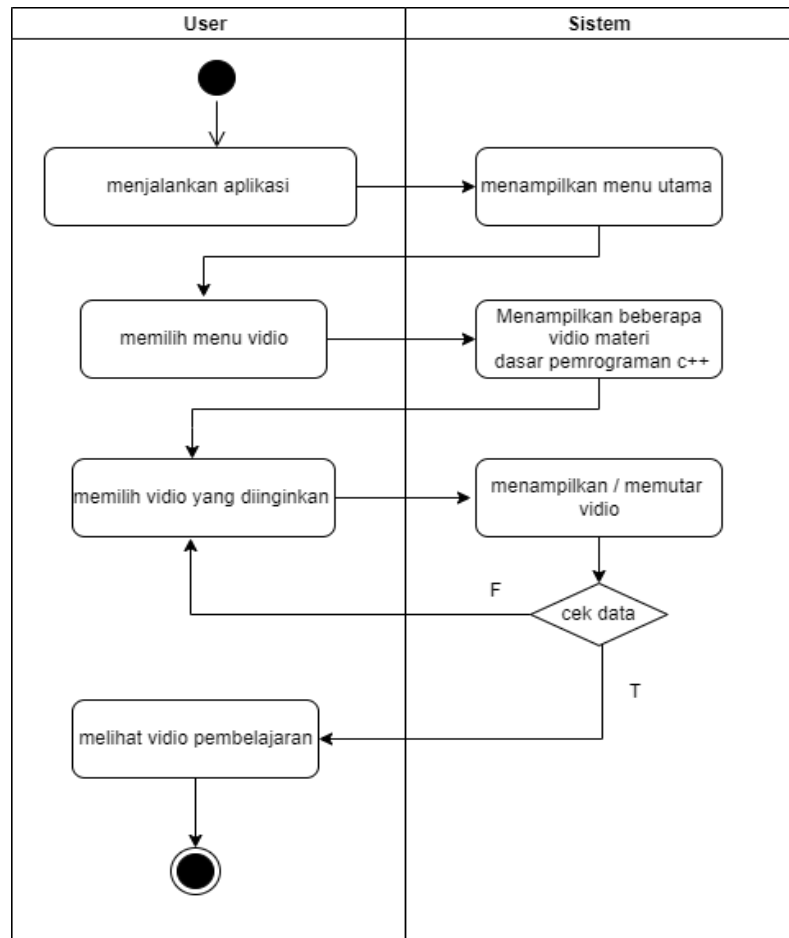 User
Sistem
menjalankan aplikasi
menampilkan menu utama
memilih menu vidio
Menampilkan beberapa
vidio materi
dasar pemrograman c++
memilih vidio yang diinginkan
menampilkan / memutar
vidio
F
cek data
T
melihat vidio pembelajaran